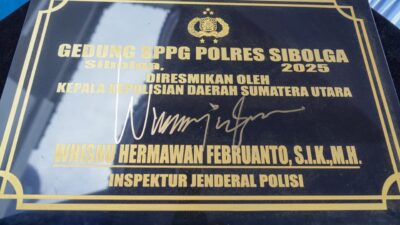 GEDUNG SPPG POLRES SIBOLGA
Sibolga, 2025
DIRESMIKAN OLEH
KEPALA KEPOLISIAN DAERAH SUMATERA UTARA
WHISNU HERMAWAN FEBRUANTO, S.I.K.,M.H.
INSPEKTUR JENDERAL POLISI